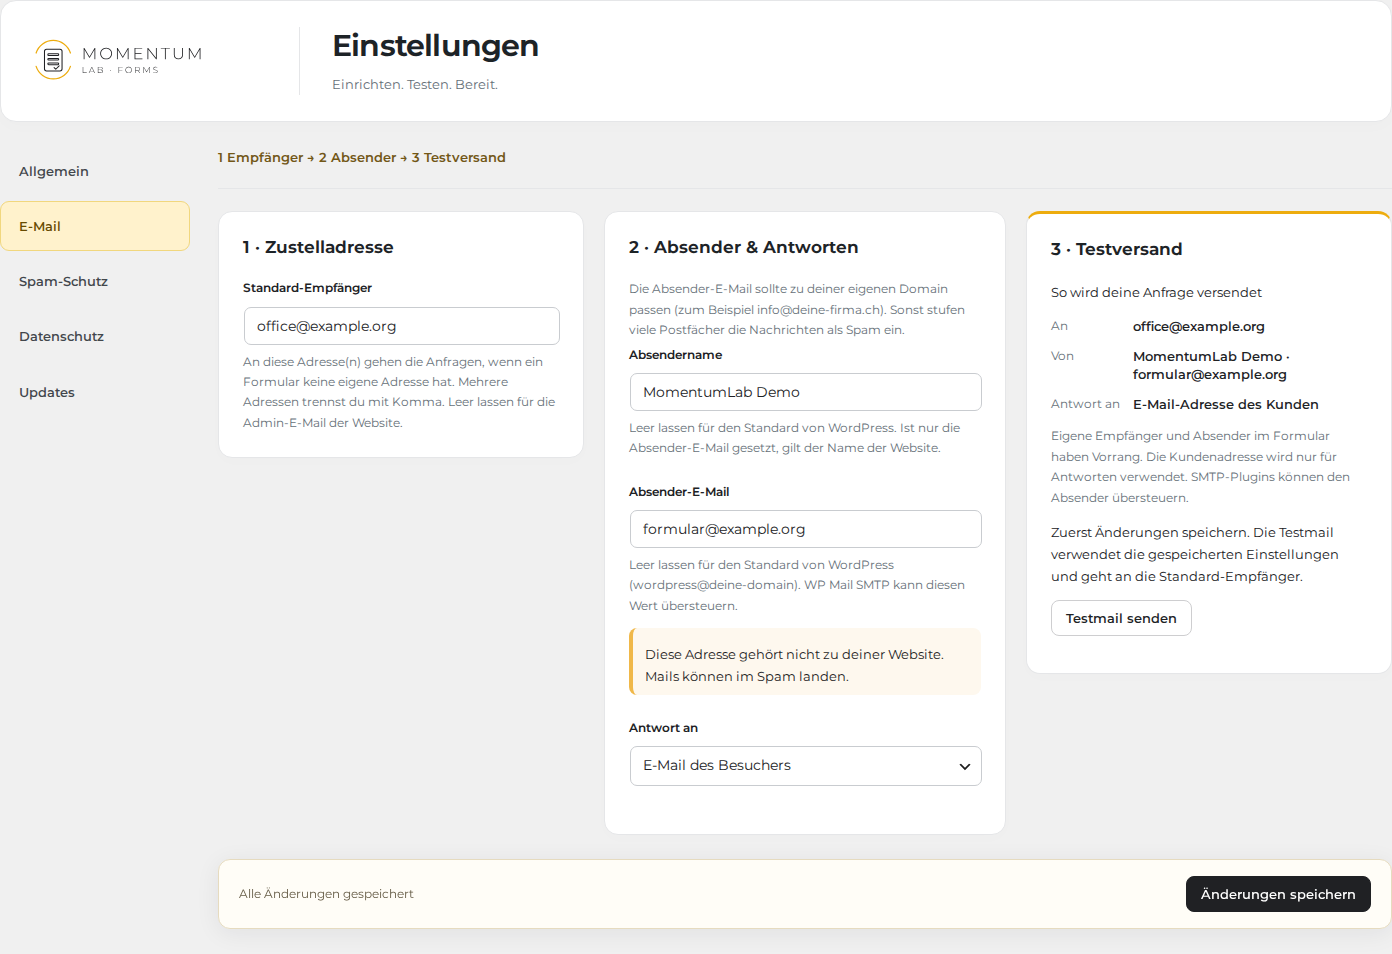 MOMENTUM
LAB · FORMS
Einstellungen
Einrichten. Testen. Bereit.
Allgemein
E-Mail
Spam-Schutz
Datenschutz
Updates
1 Empfänger → 2 Absender → 3 Testversand
1 · Zustelladresse
Standard-Empfänger
office@example.org
An diese Adresse(n) gehen die Anfragen, wenn ein
Formular keine eigene Adresse hat. Mehrere
Adressen trennst du mit Komma. Leer lassen für die
Admin-E-Mail der Website.
2 · Absender & Antworten
Die Absender-E-Mail sollte zu deiner eigenen Domain
passen (zum Beispiel info@deine-firma.ch). Sonst stufen
viele Postfächer die Nachrichten als Spam ein.
Absendername
MomentumLab Demo
Leer lassen für den Standard von WordPress. Ist nur die
Absender-E-Mail gesetzt, gilt der Name der Website.
Absender-E-Mail
formular@example.org
Leer lassen für den Standard von WordPress
(wordpress@deine-domain). WP Mail SMTP kann diesen
Wert übersteuern.
Diese Adresse gehört nicht zu deiner Website.
Mails können im Spam landen.
Antwort an
E-Mail des Besuchers
3 · Testversand
So wird deine Anfrage versendet
An office@example.org
Von MomentumLab Demo ·
formular@example.org
Antwort an E-Mail-Adresse des Kunden
Eigene Empfänger und Absender im Formular
haben Vorrang. Die Kundenadresse wird nur für
Antworten verwendet. SMTP-Plugins können den
Absender übersteuern.
Zuerst Änderungen speichern. Die Testmail
verwendet die gespeicherten Einstellungen
und geht an die Standard-Empfänger.
Testmail senden
Alle Änderungen gespeichert
Änderungen speichern